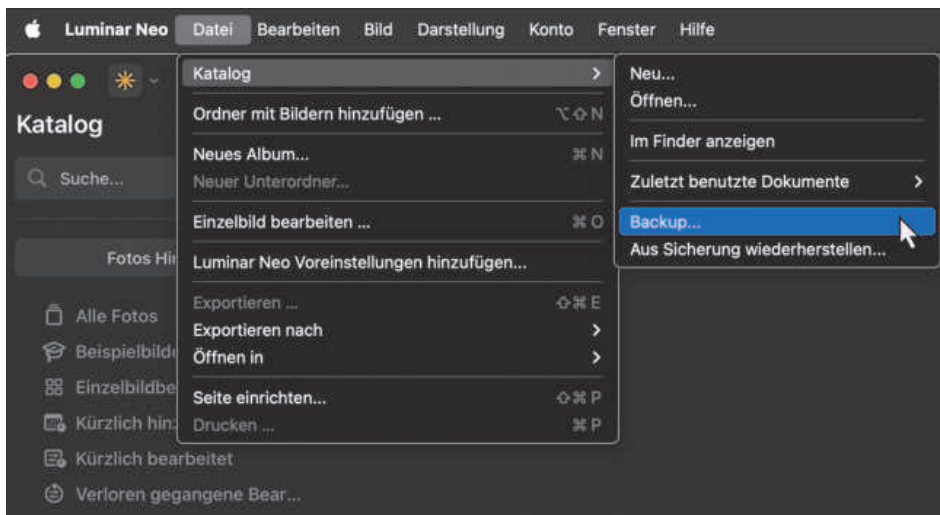 Luminar Neo Datei Bearbeiten Bild Darstellung Konto Fenster Hilfe
Katalog
Suche...
Fotos Hi
Alle Fotos
Beispielbild
Einzelbildbe
Kürzlich hin
Kürzlich bearbeitet
Verloren gegangene Bear...
Katalog >
Ordner mit Bildern hinzufügen ... ⌥⇧N
Neues Album... ⌘N
Neuer Unterordner...
Einzelbild bearbeiten ... ⌘O
Luminar Neo Voreinstellungen hinzufügen...
Exportieren ... ⇧⌘E
Exportieren nach >
Öffnen in >
Seite einrichten... ⇧⌘P
Drucken ... ⌘P
Neu...
Öffnen...
Im Finder anzeigen
Zuletzt benutzte Dokumente >
Backup...
Aus Sicherung wiederherstellen...